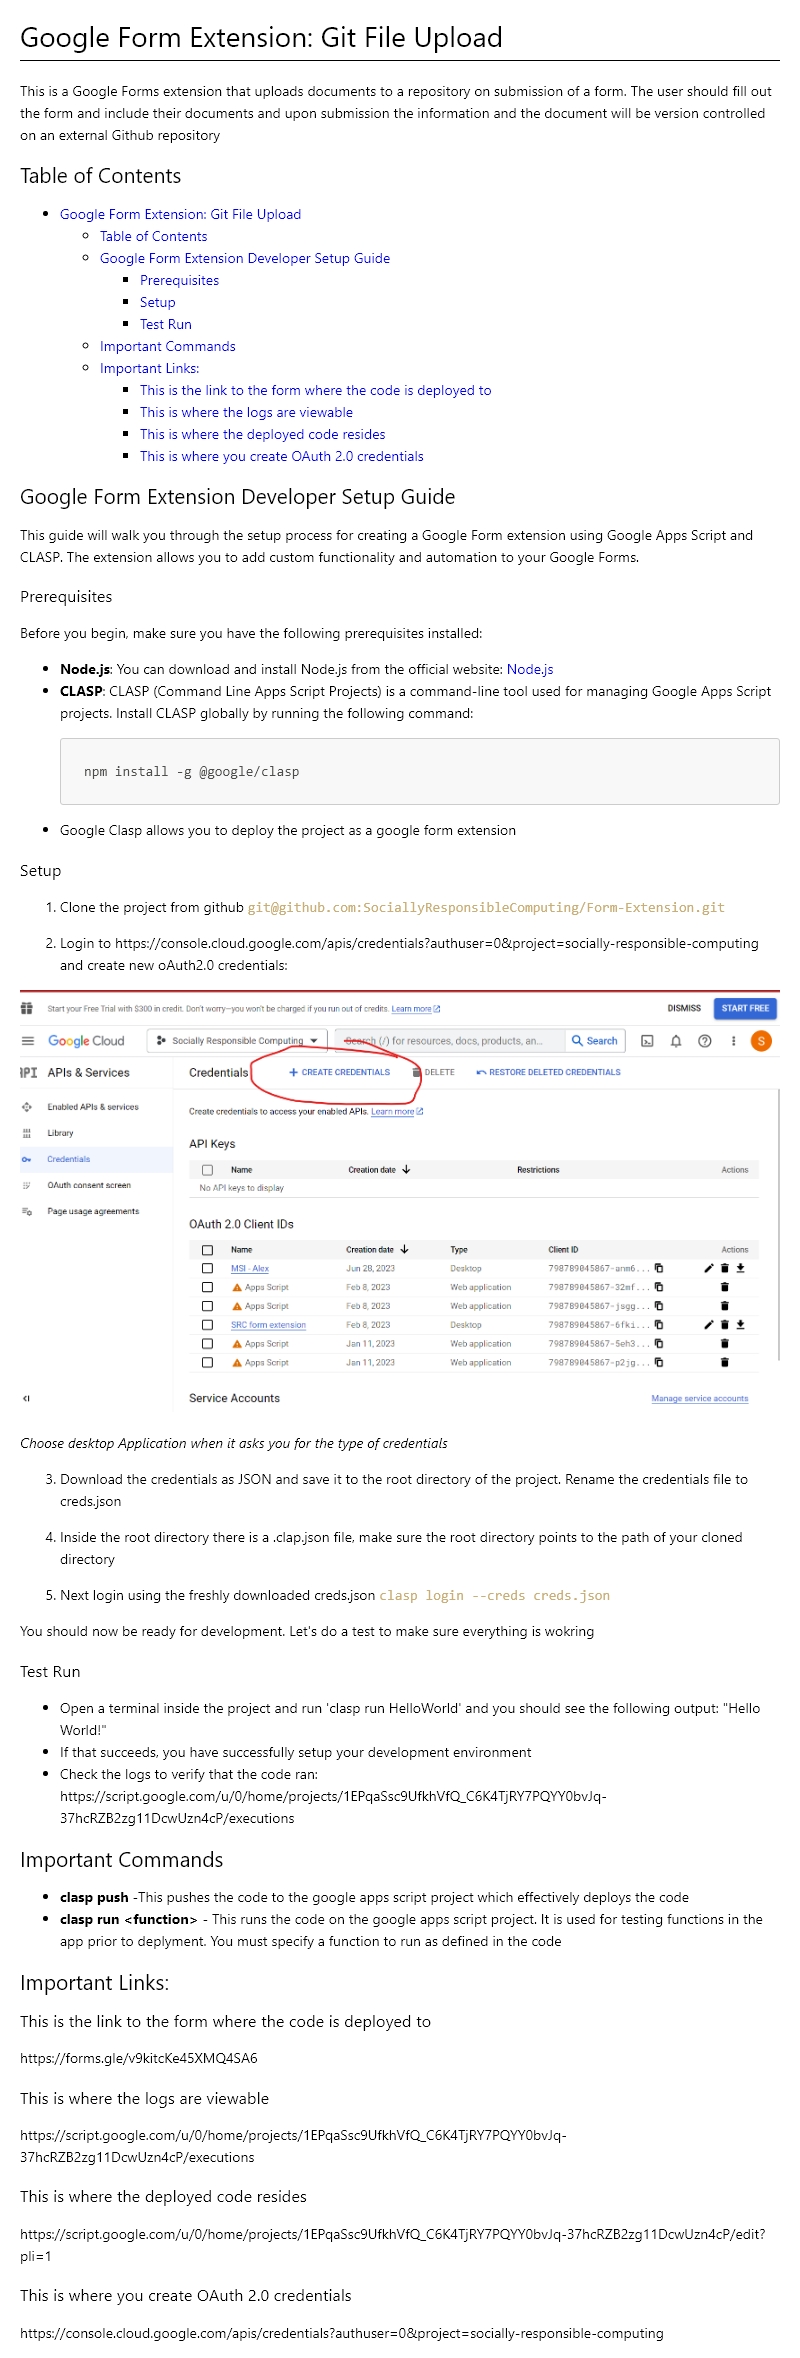 Google Form Extension: Git File Upload
This is a Google Forms extension that uploads documents to a repository on submission of a form. The user should fill out
the form and include their documents and upon submission the information and the document will be version controlled
on an external Github repository
Table of Contents
Google Form Extension: Git File Upload
Table of Contents
Google Form Extension Developer Setup Guide
Prerequisites
Setup
Test Run
Important Commands
Important Links:
This is the link to the form where the code is deployed to
This is where the logs are viewable
This is where the deployed code resides
This is where you create OAuth 2.0 credentials
Google Form Extension Developer Setup Guide
This guide will walk you through the setup process for creating a Google Form extension using Google Apps Script and
CLASP. The extension allows you to add custom functionality and automation to your Google Forms.
Prerequisites
Before you begin, make sure you have the following prerequisites installed:
Node.js: You can download and install Node.js from the official website: Node.js
CLASP: CLASP (Command Line Apps Script Projects) is a command-line tool used for managing Google Apps Script
projects. Install CLASP globally by running the following command:
npm install -g @google/clasp
Google Clasp allows you to deploy the project as a google form extension
Setup
1. Clone the project from github git@github.com:SociallyResponsibleComputing/Form-Extension.git
2. Login to https://console.cloud.google.com/apis/credentials?authuser=0&project=socially-responsible-computing
and create new oAuth2.0 credentials:
Start your Free Trial with $300 in credit. Don't worry—you won't be charged if you run out of credits. Learn more DISMISS START FREE
Google Cloud Socially Responsible Computing Search (/) for resources, docs, products, an... Search S
API APIs & Services Credentials + CREATE CREDENTIALS DELETE RESTORE DELETED CREDENTIALS
Enabled APIs & services
Create credentials to access your enabled APIs. Learn more
Library
API Keys
Credentials
Name Creation date Restrictions Actions
OAuth consent screen
No API keys to display
Page usage agreements
OAuth 2.0 Client IDs
Name Creation date Type Client ID Actions
MSI - Alex Jun 28, 2023 Desktop 798789045867-anm6...
Apps Script Feb 8, 2023 Web application 798789045867-32mf...
Apps Script Feb 8, 2023 Web application 798789045867-jsgg...
SRC form extension Feb 8, 2023 Desktop 798789045867-6fki...
Apps Script Jan 11, 2023 Web application 798789045867-5eh3...
Apps Script Jan 11, 2023 Web application 798789045867-p2jg...
Service Accounts Manage service accounts
Choose desktop Application when it asks you for the type of credentials
3. Download the credentials as JSON and save it to the root directory of the project. Rename the credentials file to
creds.json
4. Inside the root directory there is a .clap.json file, make sure the root directory points to the path of your cloned
directory
5. Next login using the freshly downloaded creds.json clasp login --creds creds.json
You should now be ready for development. Let's do a test to make sure everything is wokring
Test Run
Open a terminal inside the project and run 'clasp run HelloWorld' and you should see the following output: "Hello
World!"
If that succeeds, you have successfully setup your development environment
Check the logs to verify that the code ran:
https://script.google.com/u/0/home/projects/1EPqaSsc9UfkhVfQ_C6K4TjRY7PQYY0bvJq-
37hcRZB2zg11DcwUzn4cP/executions
Important Commands
clasp push -This pushes the code to the google apps script project which effectively deploys the code
clasp run <function> - This runs the code on the google apps script project. It is used for testing functions in the
app prior to deplyment. You must specify a function to run as defined in the code
Important Links:
This is the link to the form where the code is deployed to
https://forms.gle/v9kitcKe45XMQ4SA6
This is where the logs are viewable
https://script.google.com/u/0/home/projects/1EPqaSsc9UfkhVfQ_C6K4TjRY7PQYY0bvJq-
37hcRZB2zg11DcwUzn4cP/executions
This is where the deployed code resides
https://script.google.com/u/0/home/projects/1EPqaSsc9UfkhVfQ_C6K4TjRY7PQYY0bvJq-37hcRZB2zg11DcwUzn4cP/edit?
pli=1
This is where you create OAuth 2.0 credentials
https://console.cloud.google.com/apis/credentials?authuser=0&project=socially-responsible-computing